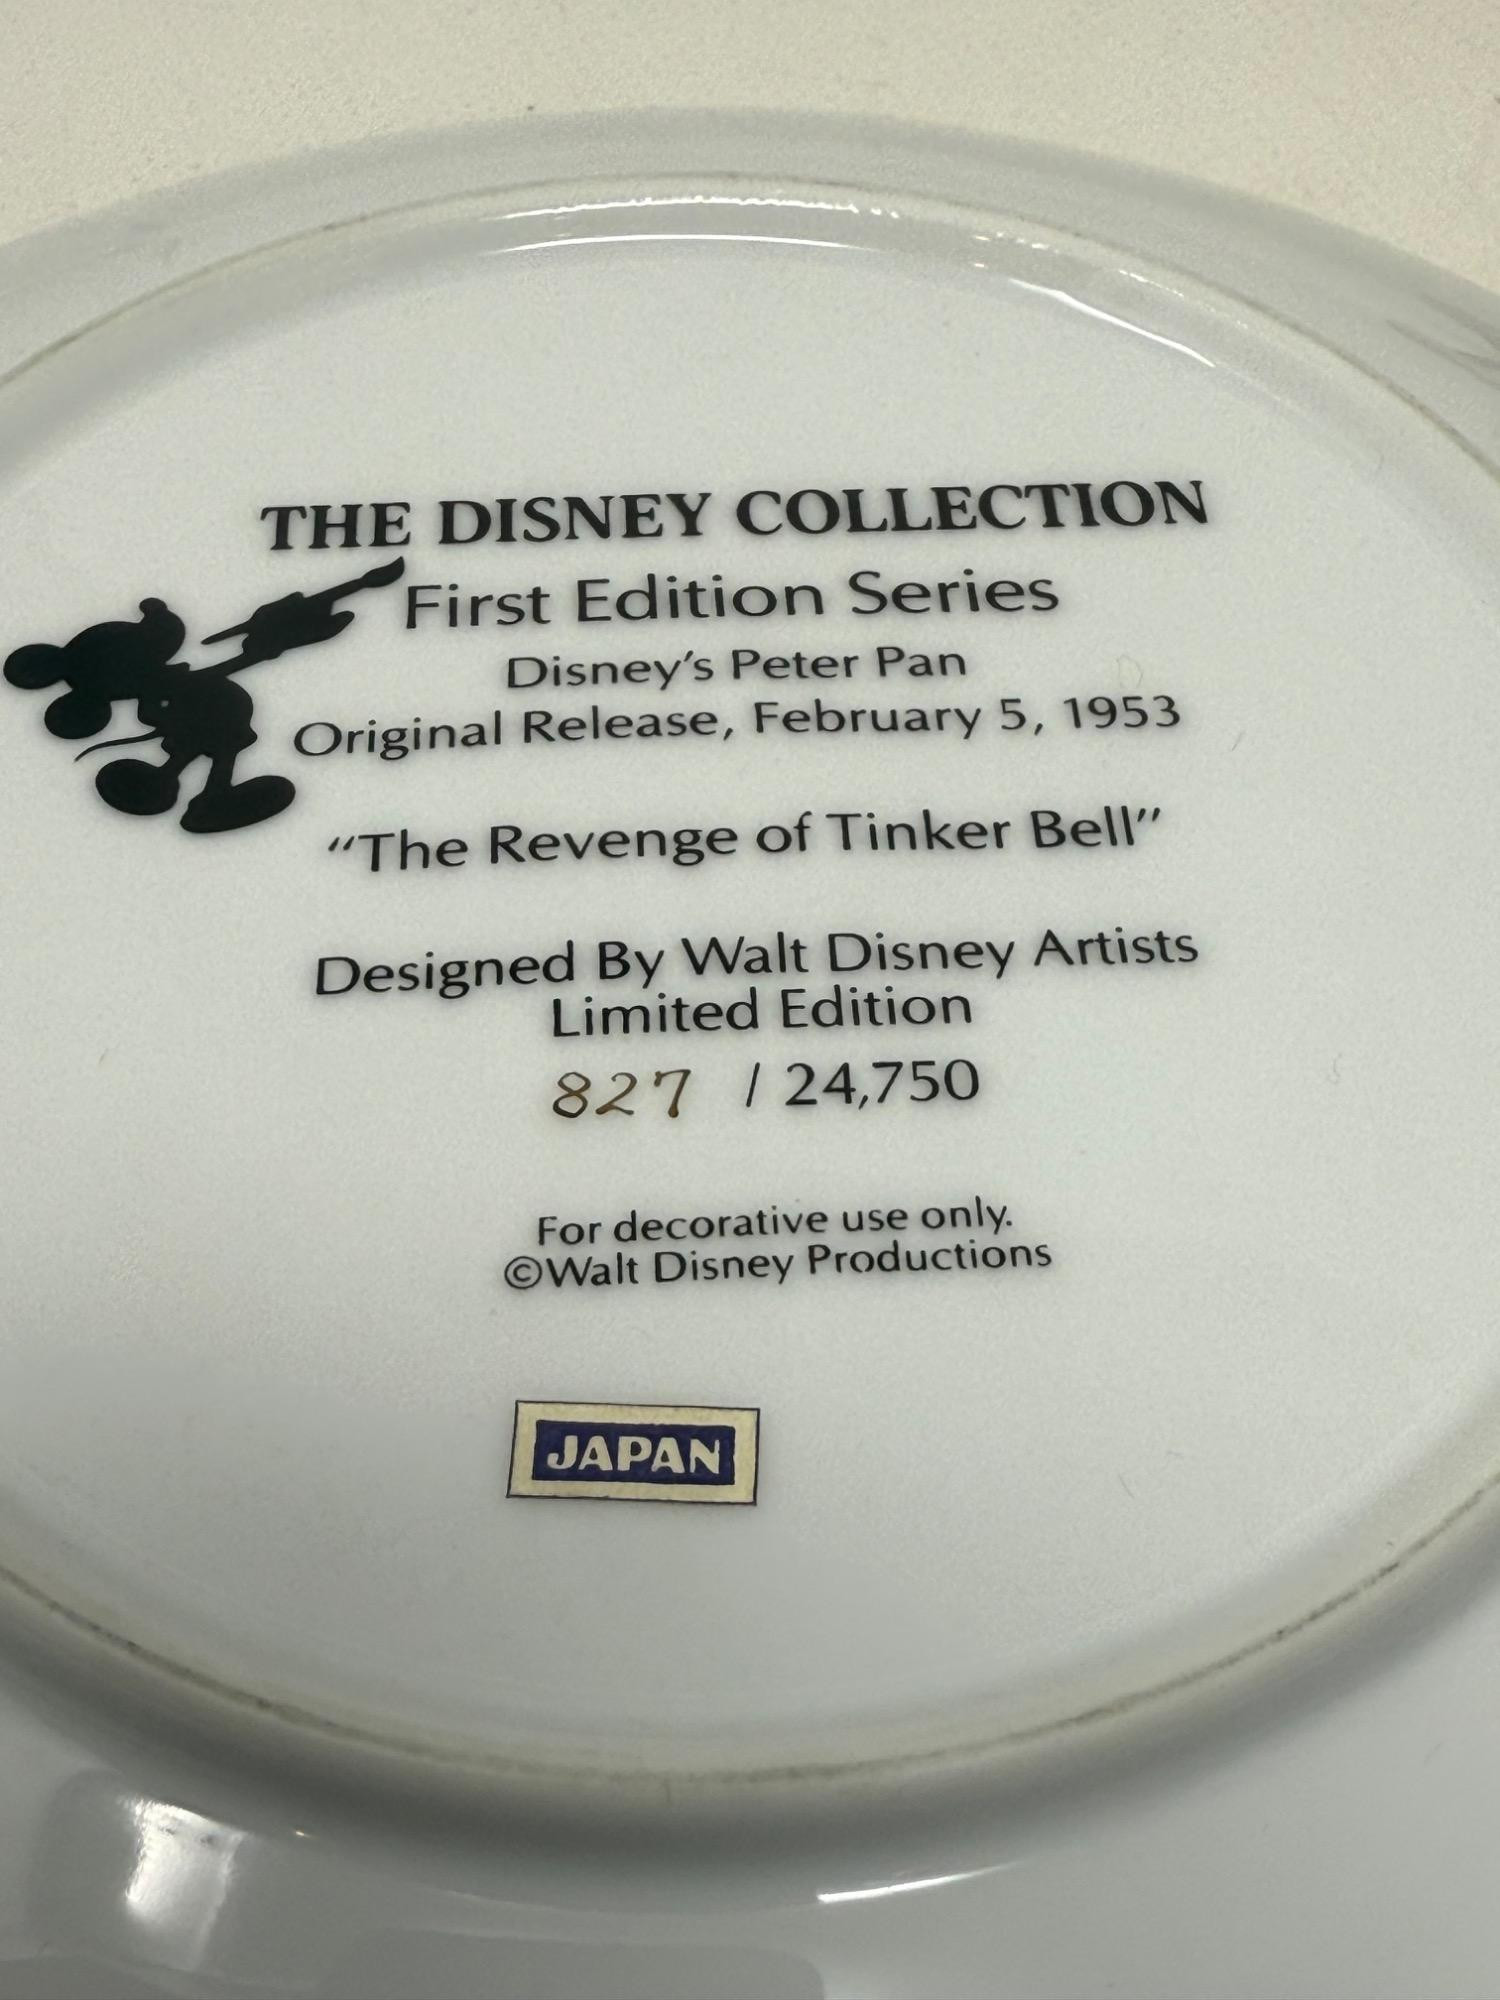 THE DISNEY COLLECTION
First Edition Series
Disney's Peter Pan
Original Release, February 5, 1953
"The Revenge of Tinker Bell"
Designed By Walt Disney Artists
Limited Edition
827 / 24,750
For decorative use only.
©Walt Disney Productions
JAPAN